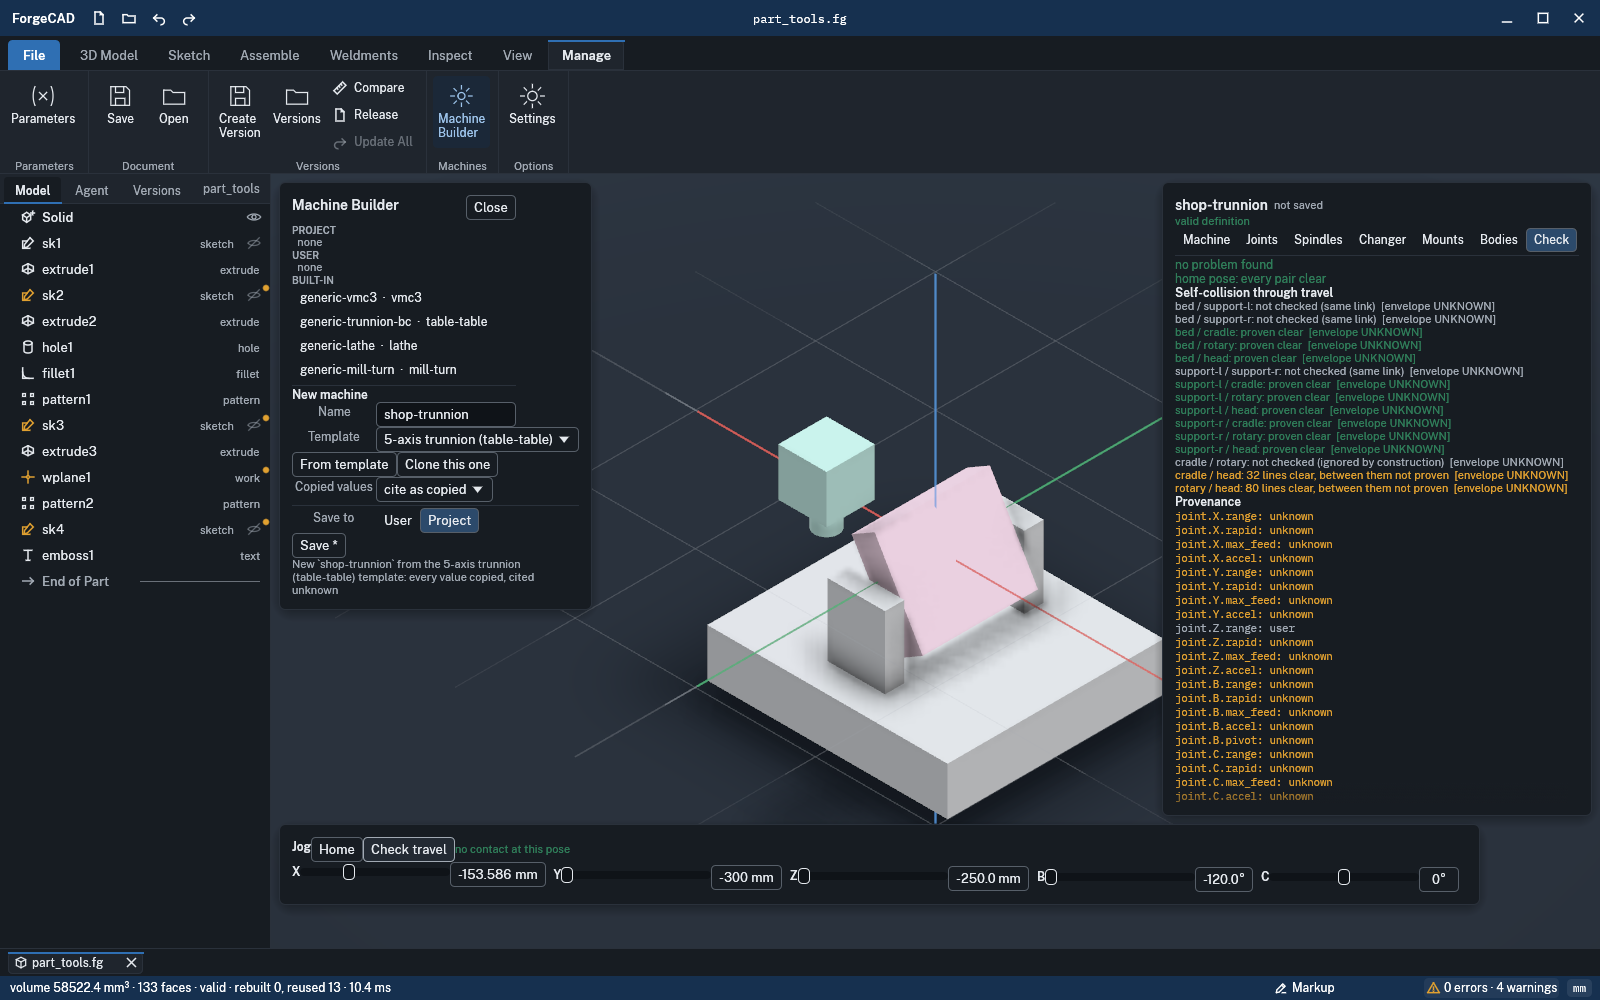 ForgeCAD
part_tools.fg
File 3D Model Sketch Assemble Weldments Inspect View Manage
Parameters
Save
Open
Create Version
Versions
Compare
Release
Update All
Machine Builder
Settings
Parameters Document Versions Machines Options
Model Agent Versions part_tools
Solid
sk1 sketch
extrude1 extrude
sk2 sketch
extrude2 extrude
hole1 hole
fillet1 fillet
pattern1 pattern
sk3 sketch
extrude3 extrude
wplane1 work
pattern2 pattern
sk4 sketch
emboss1 text
End of Part
Machine Builder Close
PROJECT
none
USER
none
BUILT-IN
generic-vmc3 · vmc3
generic-trunnion-bc · table-table
generic-lathe · lathe
generic-mill-turn · mill-turn
New machine
Name shop-trunnion
Template 5-axis trunnion (table-table)
From template Clone this one
Copied values cite as copied
Save to User Project
Save *
New `shop-trunnion` from the 5-axis trunnion
(table-table) template: every value copied, cited
unknown
shop-trunnion not saved
valid definition
Machine Joints Spindles Changer Mounts Bodies Check
no problem found
home pose: every pair clear
Self-collision through travel
bed / support-l: not checked (same link) [envelope UNKNOWN]
bed / support-r: not checked (same link) [envelope UNKNOWN]
bed / cradle: proven clear [envelope UNKNOWN]
bed / rotary: proven clear [envelope UNKNOWN]
bed / head: proven clear [envelope UNKNOWN]
support-l / support-r: not checked (same link) [envelope UNKNOWN]
support-l / cradle: proven clear [envelope UNKNOWN]
support-l / rotary: proven clear [envelope UNKNOWN]
support-l / head: proven clear [envelope UNKNOWN]
support-r / cradle: proven clear [envelope UNKNOWN]
support-r / rotary: proven clear [envelope UNKNOWN]
support-r / head: proven clear [envelope UNKNOWN]
cradle / rotary: not checked (ignored by construction) [envelope UNKNOWN]
cradle / head: 32 lines clear, between them not proven [envelope UNKNOWN]
rotary / head: 80 lines clear, between them not proven [envelope UNKNOWN]
Provenance
joint.X.range: unknown
joint.X.rapid: unknown
joint.X.max_feed: unknown
joint.X.accel: unknown
joint.Y.range: unknown
joint.Y.rapid: unknown
joint.Y.max_feed: unknown
joint.Y.accel: unknown
joint.Z.range: user
joint.Z.rapid: unknown
joint.Z.max_feed: unknown
joint.Z.accel: unknown
joint.B.range: unknown
joint.B.rapid: unknown
joint.B.max_feed: unknown
joint.B.accel: unknown
joint.B.pivot: unknown
joint.C.range: unknown
joint.C.rapid: unknown
joint.C.max_feed: unknown
joint.C.accel: unknown
Jog Home Check travel no contact at this pose
X -153.586 mm Y -300 mm Z -250.0 mm B -120.0° C 0°
part_tools.fg
volume 58522.4 mm³ · 133 faces · valid · rebuilt 0, reused 13 · 10.4 ms
Markup
0 errors · 4 warnings mm